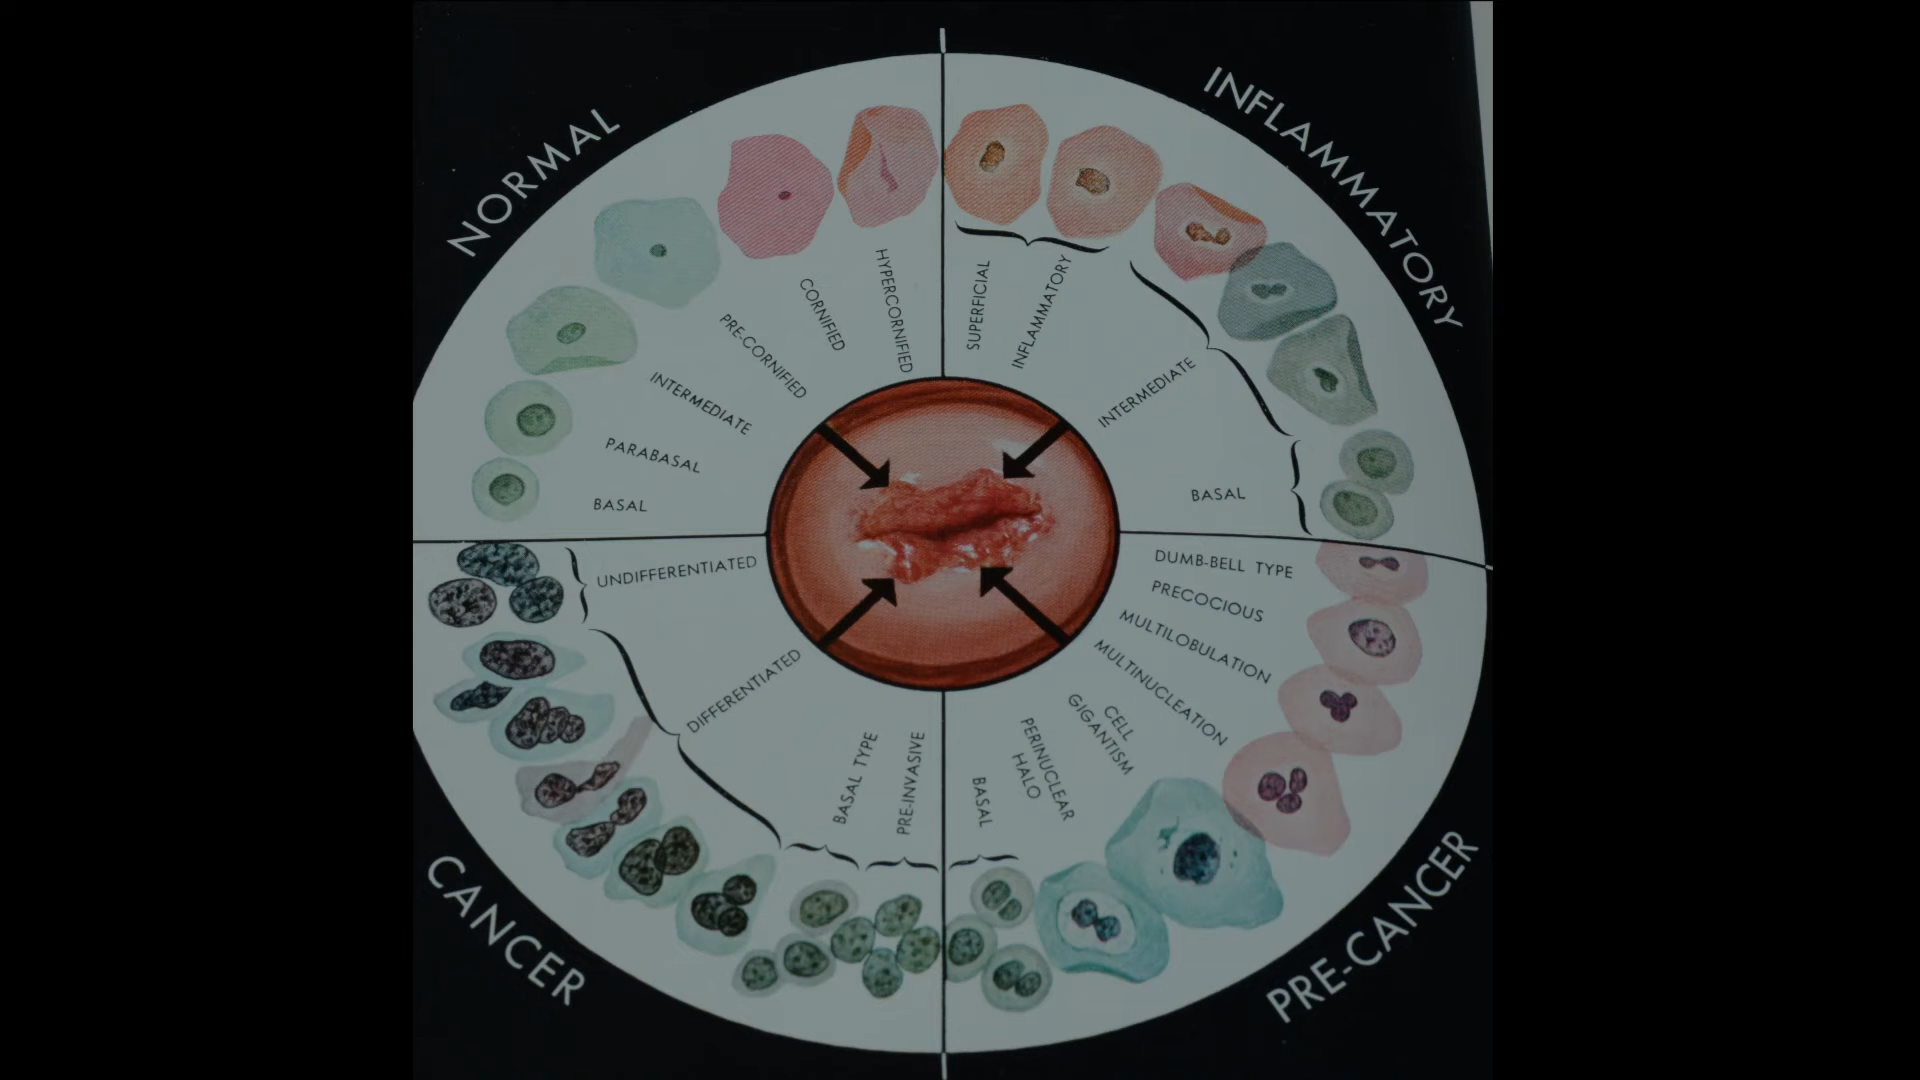 NORMAL
HYPERCORNIFIED
CORNIFIED
PRE-CORNIFIED
INTERMEDIATE
PARABASAL
BASAL
INFLAMMATORY
SUPERFICIAL
INFLAMMATORY
INTERMEDIATE
BASAL
CANCER
UNDIFFERENTIATED
DIFFERENTIATED
BASAL TYPE
PRE-INVASIVE
PRE-CANCER
DUMB-BELL TYPE
PRECOCIOUS
MULTILOBULATION
MULTINUCLEATION
CELL
GIGANTISM
PERINUCLEAR
HALO
BASAL